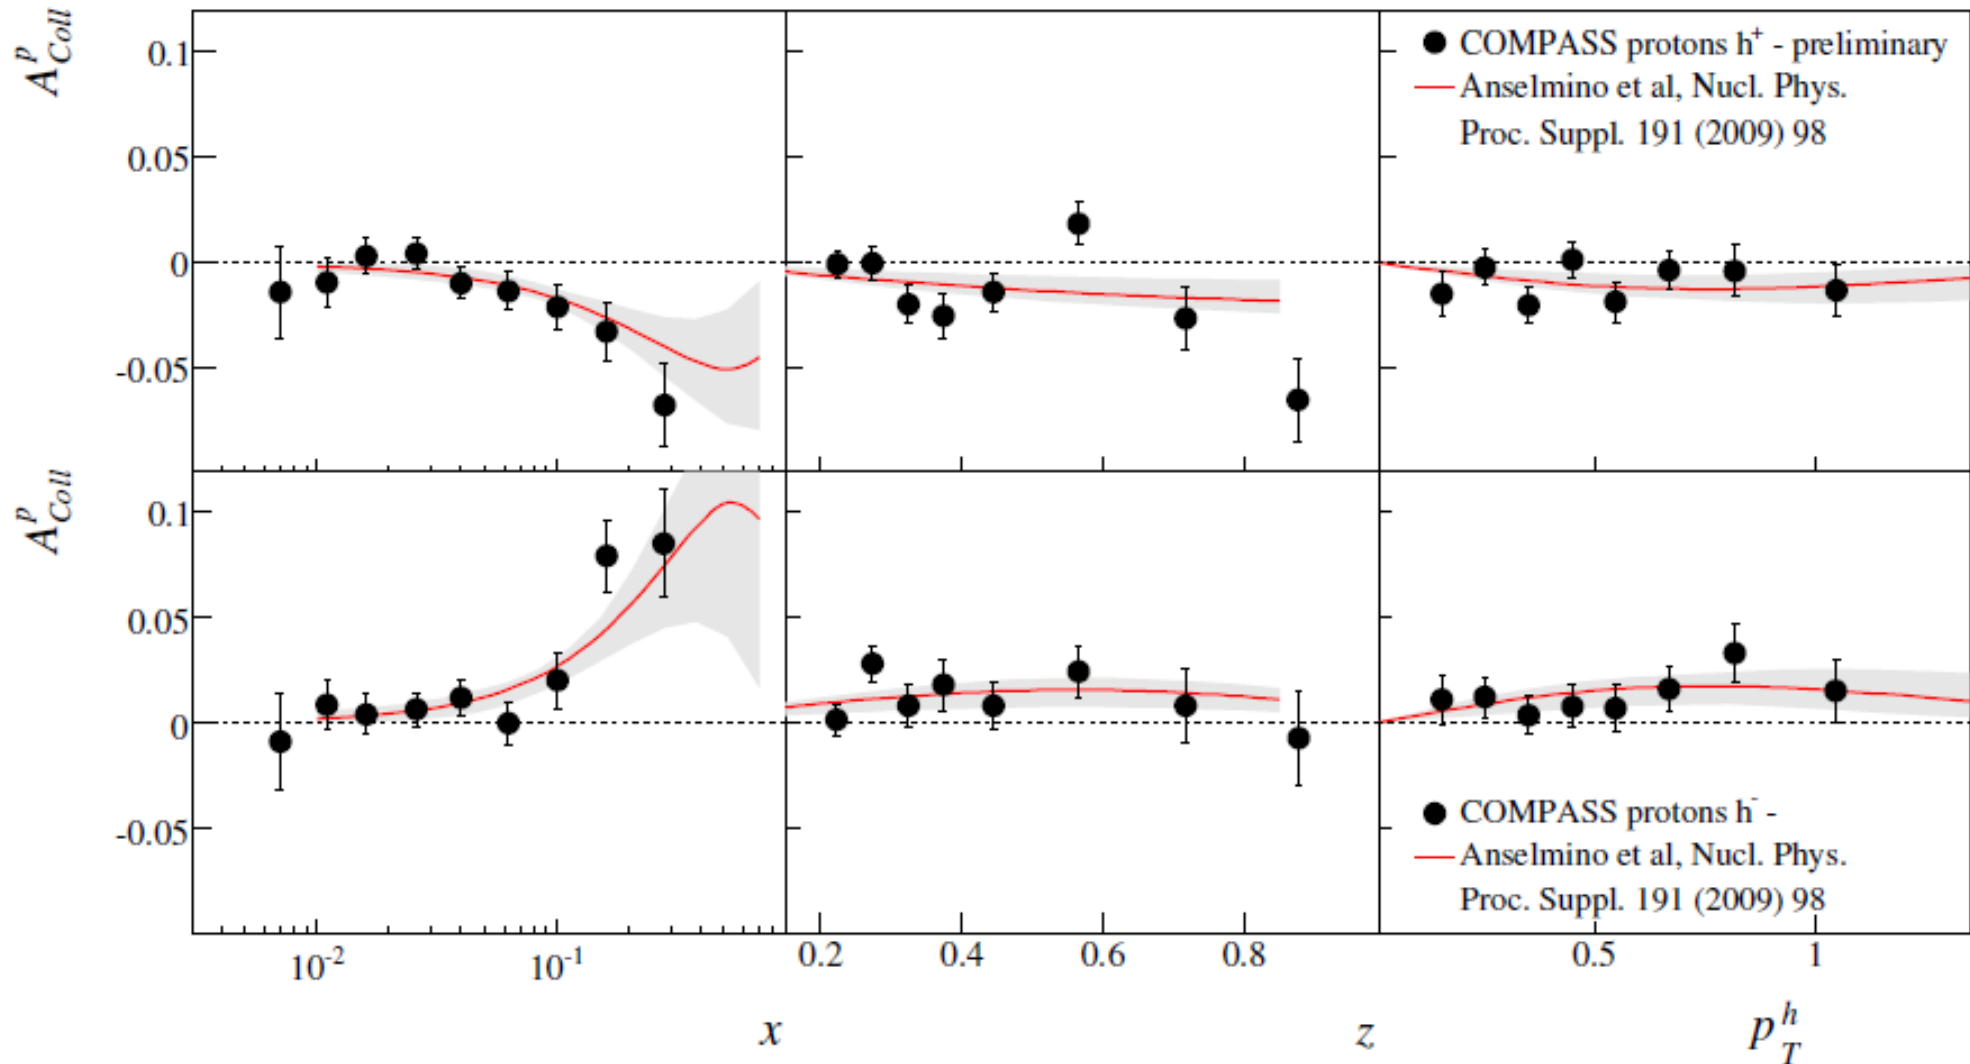 A^p_Coll
0.1
0.05
0
-0.05
COMPASS protons h⁺ - preliminary
Anselmino et al, Nucl. Phys.
Proc. Suppl. 191 (2009) 98
A^p_Coll
0.1
0.05
0
-0.05
COMPASS protons h⁻ -
Anselmino et al, Nucl. Phys.
Proc. Suppl. 191 (2009) 98
10⁻² 10⁻¹ 0.2 0.4 0.6 0.8 0.5 1
x z p^h_T